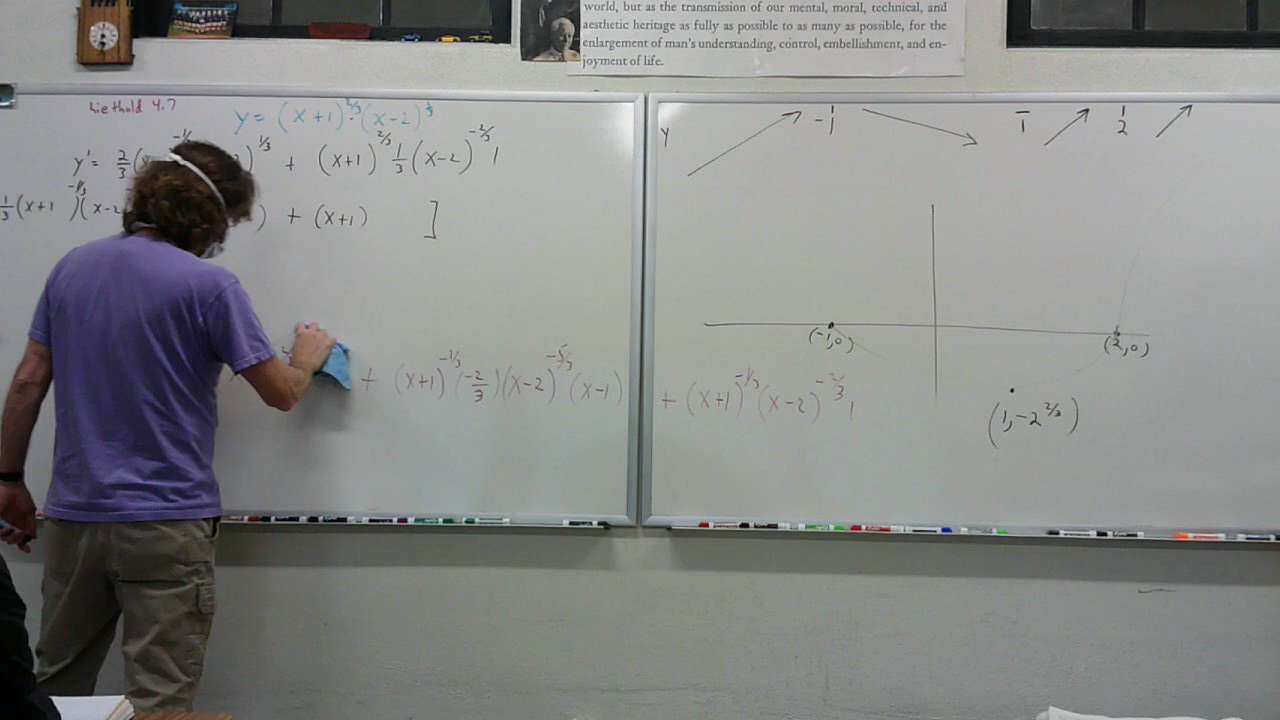 world, but as the transmission of our mental, moral, technical, and
aesthetic heritage as fully as possible to as many as possible, for the
enlargement of man's understanding, control, embellishment, and en-
joyment of life.
Liethold 4.7
y = (x+1)^{2/3}(x-2)^{1/3}
y' = 2/3(x )^{1/3} + (x+1)^{2/3} 1/3 (x-2)^{-2/3} 1
1/3(x+1)^{-1/3}(x-2 ) + (x+1) ]
+ (x+1)^{-1/3}(-2/3)(x-2)^{-5/3}(x-1) + (x+1)^{-1/3}(x-2)^{-2/3} 1
Y -1 1 1/2
(-1,0)
(2,0)
(1,-2^{2/3})